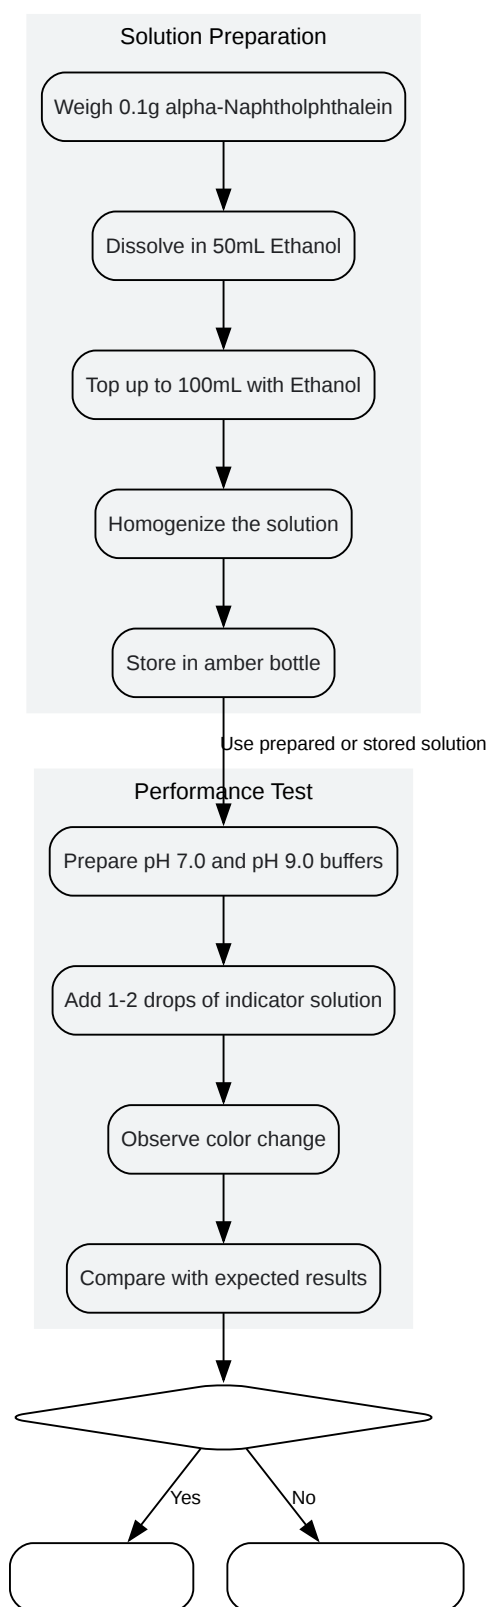 Solution Preparation
Weigh 0.1g alpha-Naphtholphthalein
Dissolve in 50mL Ethanol
Top up to 100mL with Ethanol
Homogenize the solution
Store in amber bottle
Use prepared or stored solution
Performance Test
Prepare pH 7.0 and pH 9.0 buffers
Add 1-2 drops of indicator solution
Observe color change
Compare with expected results
Yes
No